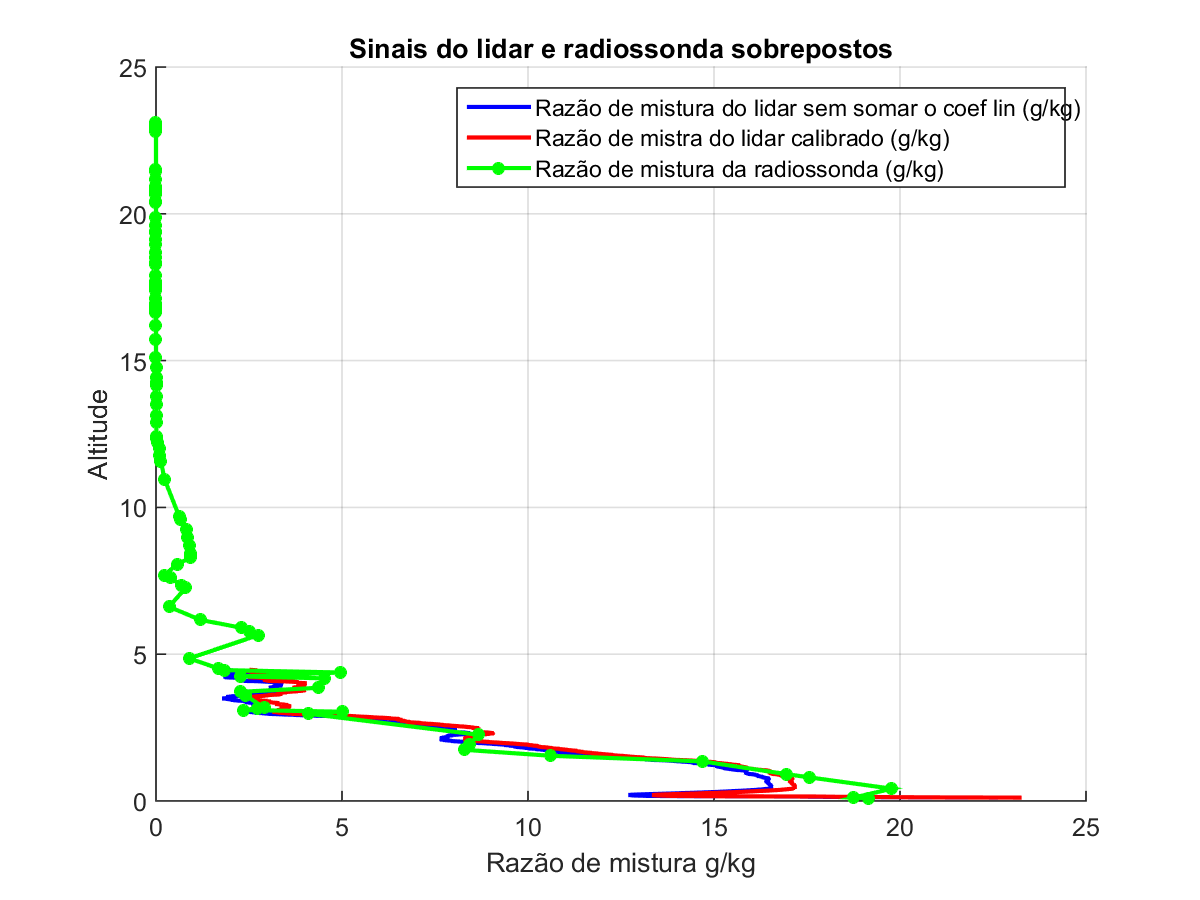 Sinais do lidar e radiossonda sobrepostos
Razão de mistura do lidar sem somar o coef lin (g/kg)
Razão de mistra do lidar calibrado (g/kg)
Razão de mistura da radiossonda (g/kg)
25
20
15
10
5
0
Altitude
0 5 10 15 20 25
Razão de mistura g/kg